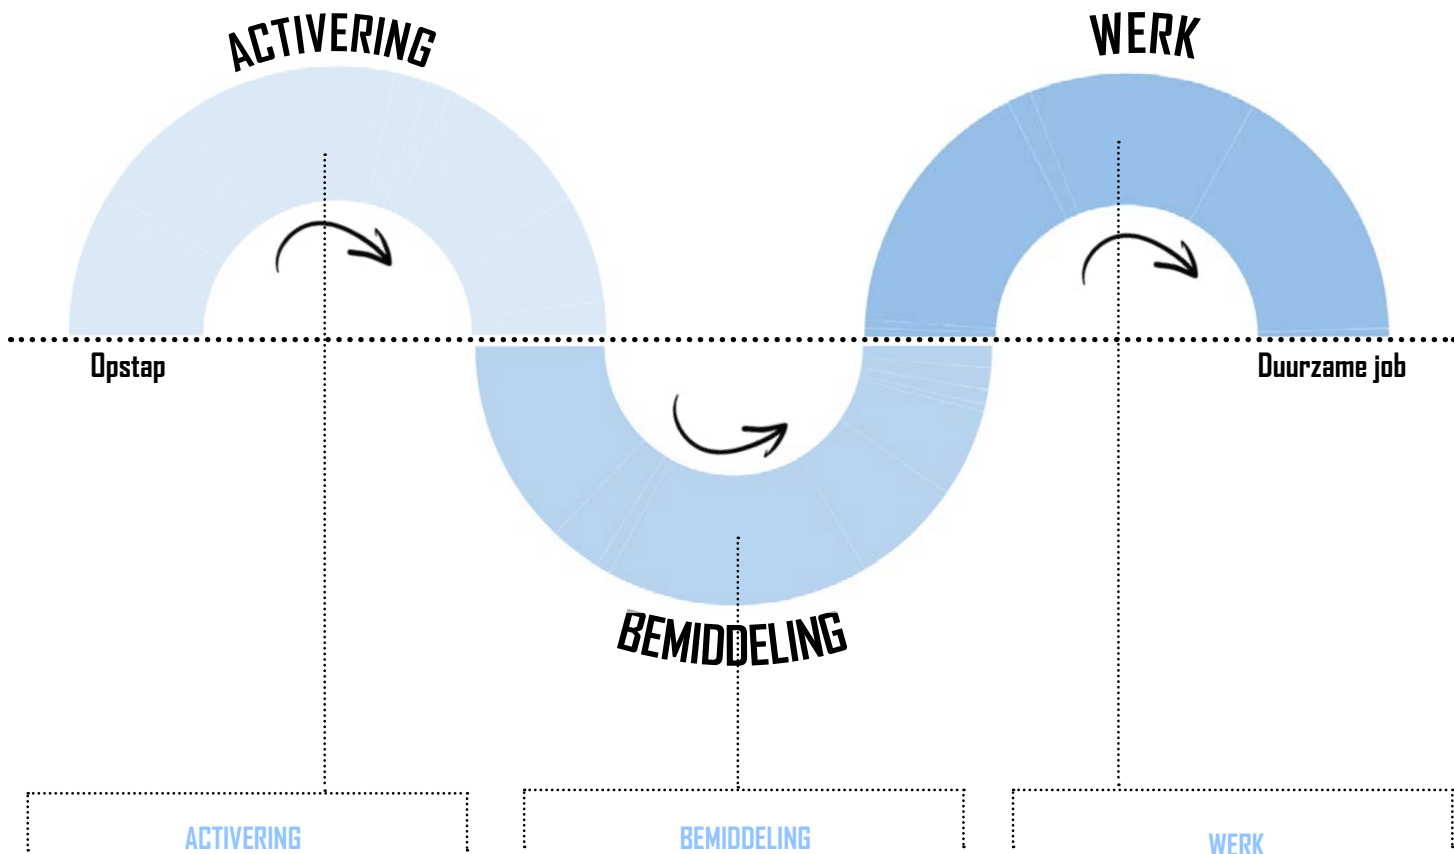 ACTIVERING
WERK
Opstap
Duurzame job
BEMIDDELING
ACTIVERING
BEMIDDELING
WERK